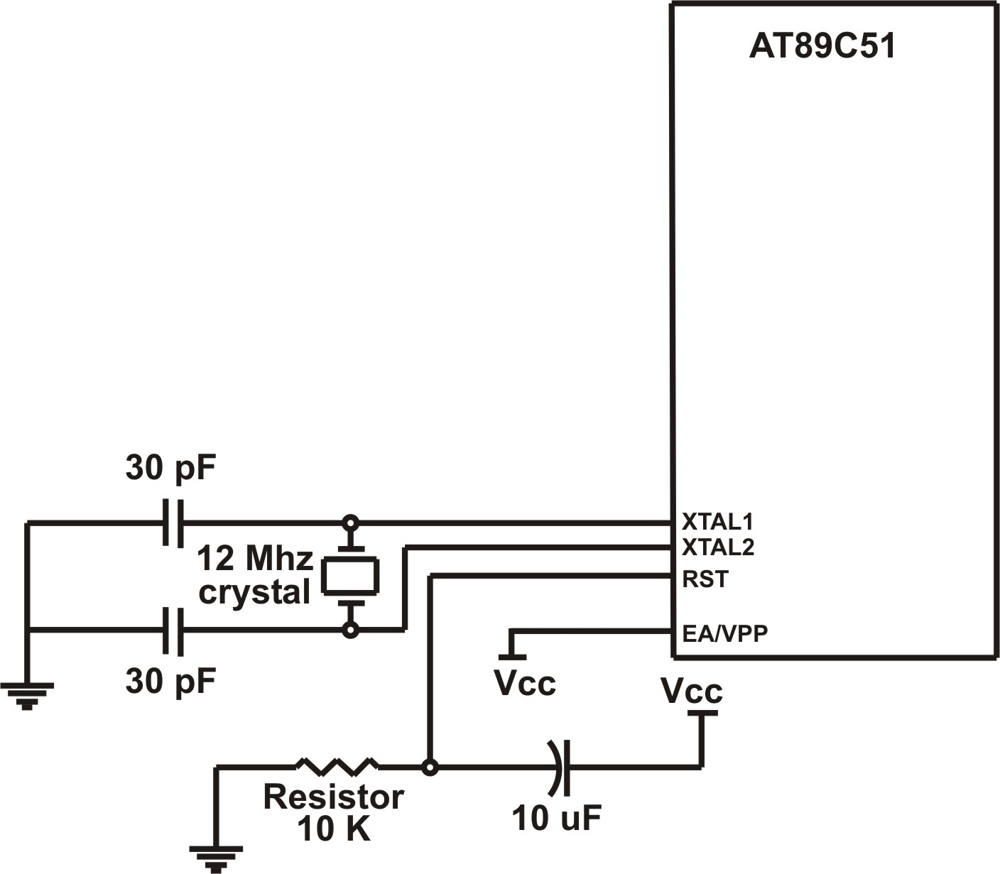 AT89C51
30 pF
XTAL1
12 Mhz
crystal
XTAL2
RST
EA/VPP
30 pF
Vcc
Vcc
Resistor
10 K
10 uF